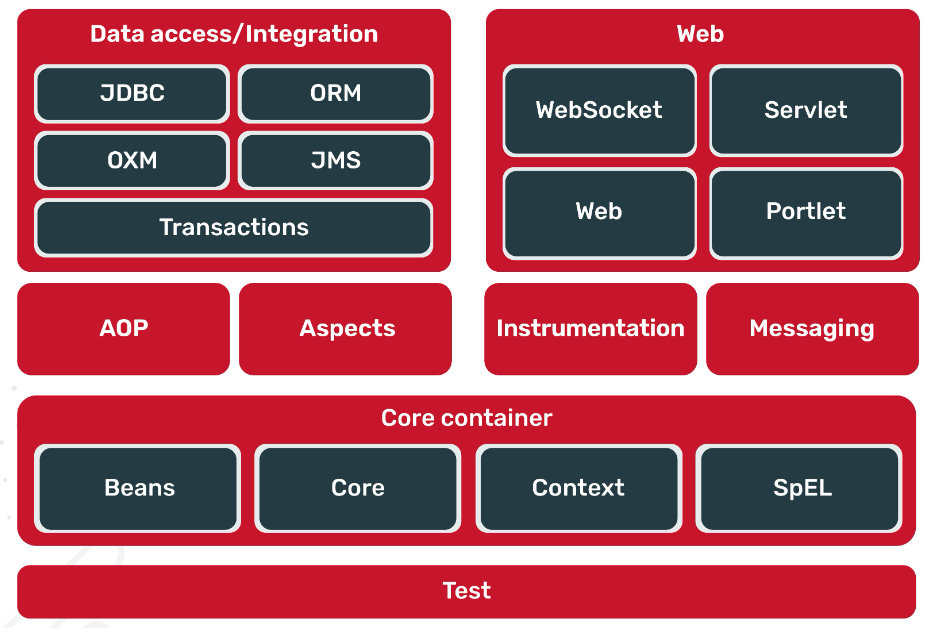 Data access/Integration
JDBC
ORM
OXM
JMS
Transactions
Web
WebSocket
Servlet
Web
Portlet
AOP
Aspects
Instrumentation
Messaging
Core container
Beans
Core
Context
SpEL
Test